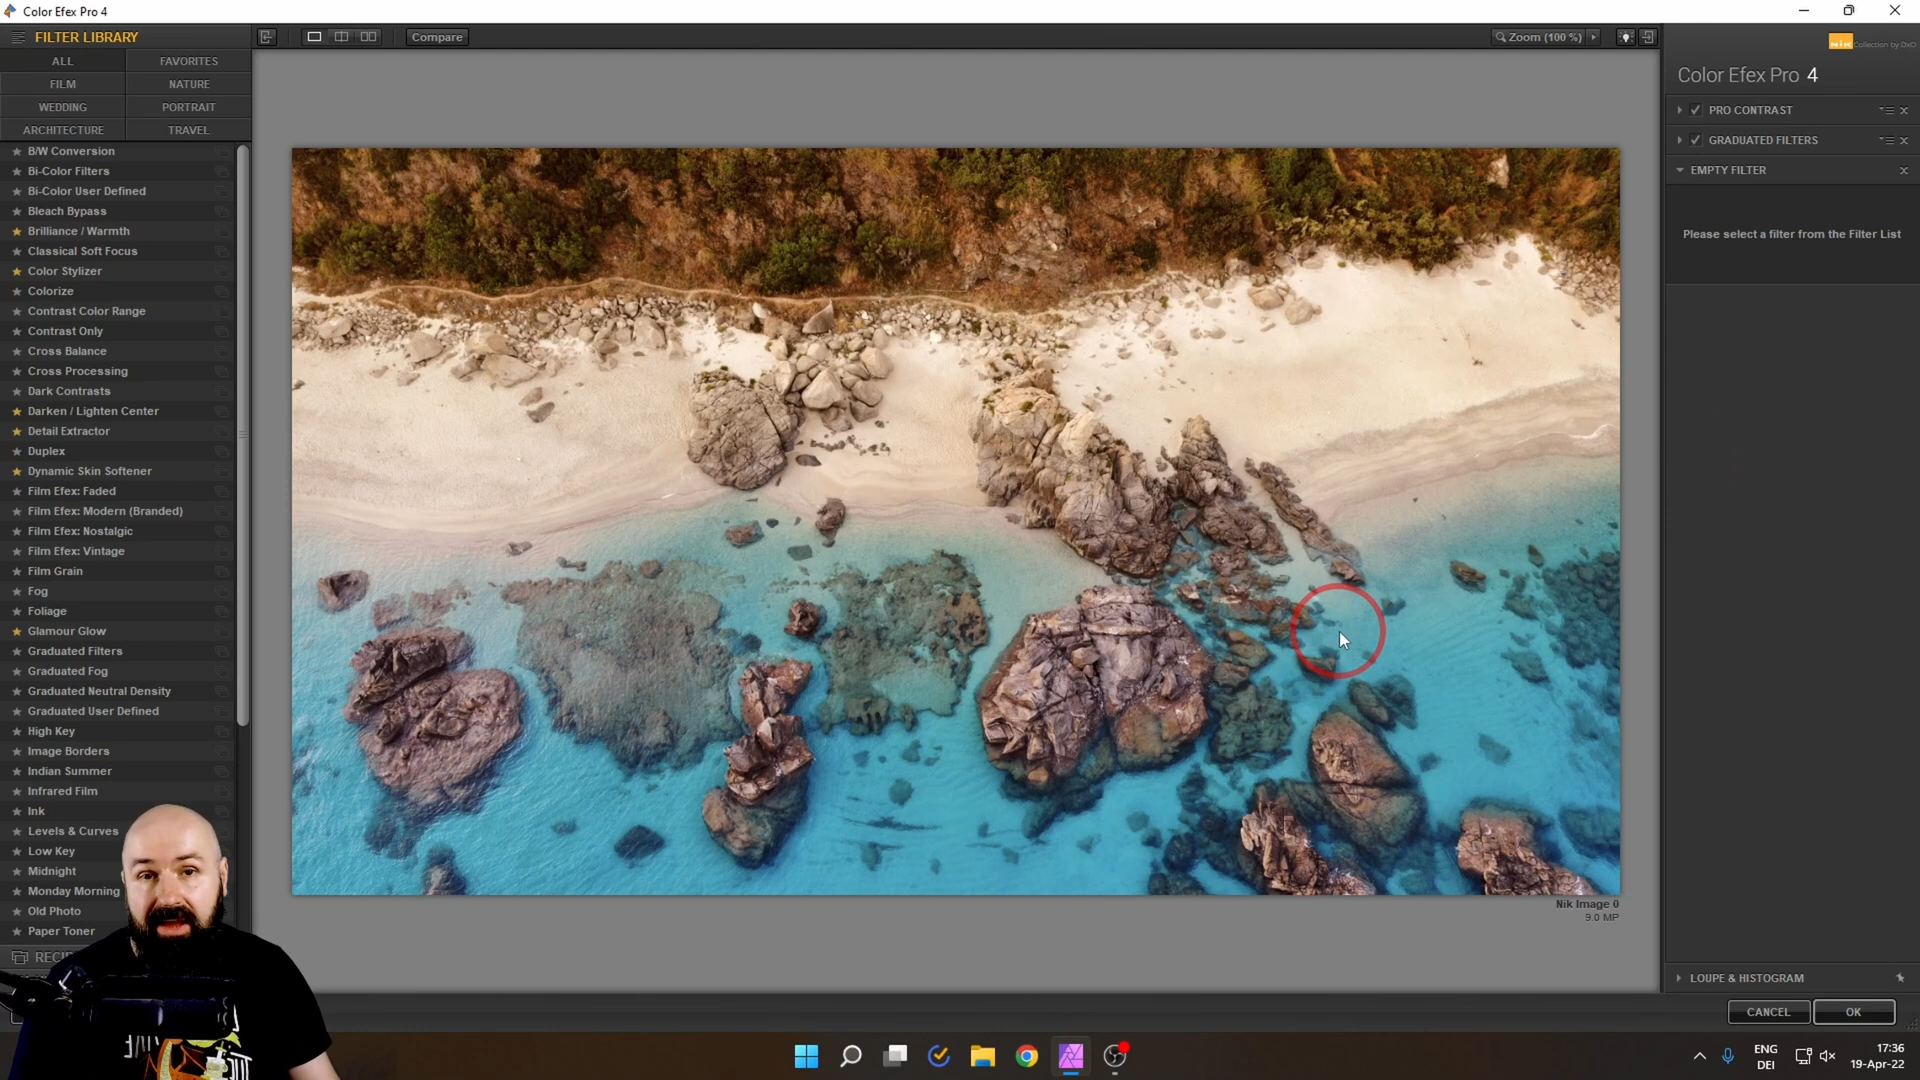 Color Efex Pro 4
FILTER LIBRARY
Compare
Zoom (100 %)
ALL
FAVORITES
FILM
NATURE
WEDDING
PORTRAIT
ARCHITECTURE
TRAVEL
B/W Conversion
Bi-Color Filters
Bi-Color User Defined
Bleach Bypass
Brilliance / Warmth
Classical Soft Focus
Color Stylizer
Colorize
Contrast Color Range
Contrast Only
Cross Balance
Cross Processing
Dark Contrasts
Darken / Lighten Center
Detail Extractor
Duplex
Dynamic Skin Softener
Film Efex: Faded
Film Efex: Modern (Branded)
Film Efex: Nostalgic
Film Efex: Vintage
Film Grain
Fog
Foliage
Glamour Glow
Graduated Filters
Graduated Fog
Graduated Neutral Density
Graduated User Defined
High Key
Image Borders
Indian Summer
Infrared Film
Ink
Levels & Curves
Low Key
Midnight
Monday Morning
Old Photo
Paper Toner
Nik Image 0
9.0 MP
Nik Collection by DxO
Color Efex Pro 4
PRO CONTRAST
GRADUATED FILTERS
EMPTY FILTER
Please select a filter from the Filter List
LOUPE & HISTOGRAM
CANCEL
OK
ENG
DEI
17:36
19-Apr-22